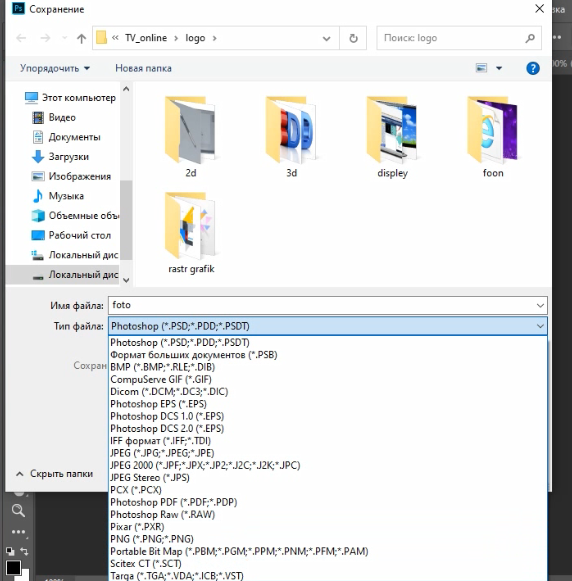 Ps Сохранение
вка
« TV_online › logo ›
Поиск: logo
Упорядочить
Новая папка
?
Этот компьютер
Видео
Документы
Загрузки
Изображения
Музыка
Объемные объ
Рабочий стол
Локальный дис
Локальный дис
2d
3d
displey
foon
rastr grafik
Имя файла: foto
Тип файла: Photoshop (*.PSD;*.PDD;*.PSDT)
Сохран
Photoshop (*.PSD;*.PDD;*.PSDT)
Формат больших документов (*.PSB)
BMP (*.BMP;*.RLE;*.DIB)
CompuServe GIF (*.GIF)
Dicom (*.DCM;*.DC3;*.DIC)
Photoshop EPS (*.EPS)
Photoshop DCS 1.0 (*.EPS)
Photoshop DCS 2.0 (*.EPS)
IFF формат (*.IFF;*.TDI)
JPEG (*.JPG;*.JPEG;*.JPE)
JPEG 2000 (*.JPF;*.JPX;*.JP2;*.J2C;*.J2K;*.JPC)
JPEG Stereo (*.JPS)
PCX (*.PCX)
Photoshop PDF (*.PDF;*.PDP)
Photoshop Raw (*.RAW)
Pixar (*.PXR)
PNG (*.PNG;*.PNG)
Portable Bit Map (*.PBM;*.PGM;*.PPM;*.PNM;*.PFM;*.PAM)
Scitex CT (*.SCT)
Targa (*.TGA;*.VDA;*.ICB;*.VST)
Скрыть папки